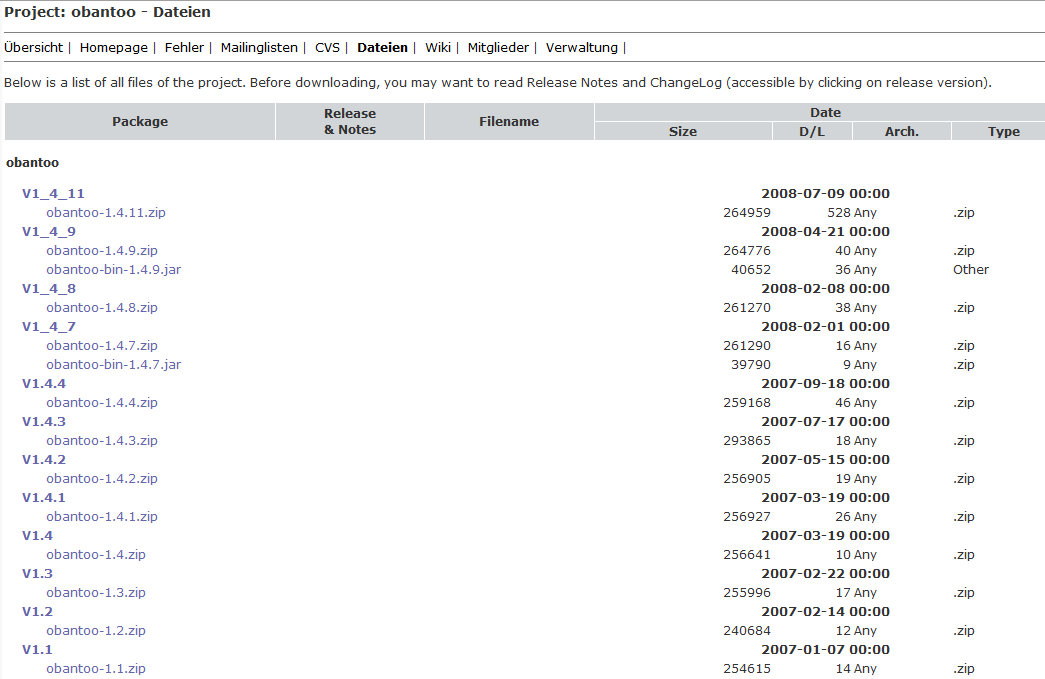 Project: obantoo - Dateien
Übersicht | Homepage | Fehler | Mailinglisten | CVS | Dateien | Wiki | Mitglieder | Verwaltung |
Below is a list of all files of the project. Before downloading, you may want to read Release Notes and ChangeLog (accessible by clicking on release version).
Package Release & Notes Filename Date
Size D/L Arch. Type
obantoo
V1_4_11 2008-07-09 00:00
obantoo-1.4.11.zip 264959 528 Any .zip
V1_4_9 2008-04-21 00:00
obantoo-1.4.9.zip 264776 40 Any .zip
obantoo-bin-1.4.9.jar 40652 36 Any Other
V1_4_8 2008-02-08 00:00
obantoo-1.4.8.zip 261270 38 Any .zip
V1_4_7 2008-02-01 00:00
obantoo-1.4.7.zip 261290 16 Any .zip
obantoo-bin-1.4.7.jar 39790 9 Any .zip
V1.4.4 2007-09-18 00:00
obantoo-1.4.4.zip 259168 46 Any .zip
V1.4.3 2007-07-17 00:00
obantoo-1.4.3.zip 293865 18 Any .zip
V1.4.2 2007-05-15 00:00
obantoo-1.4.2.zip 256905 19 Any .zip
V1.4.1 2007-03-19 00:00
obantoo-1.4.1.zip 256927 26 Any .zip
V1.4 2007-03-19 00:00
obantoo-1.4.zip 256641 10 Any .zip
V1.3 2007-02-22 00:00
obantoo-1.3.zip 255996 17 Any .zip
V1.2 2007-02-14 00:00
obantoo-1.2.zip 240684 12 Any .zip
V1.1 2007-01-07 00:00
obantoo-1.1.zip 254615 14 Any .zip